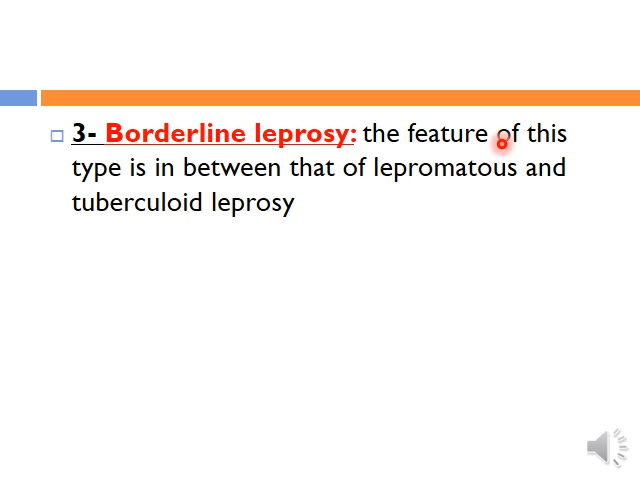 3- Borderline leprosy: the feature of this
type is in between that of lepromatous and
tuberculoid leprosy